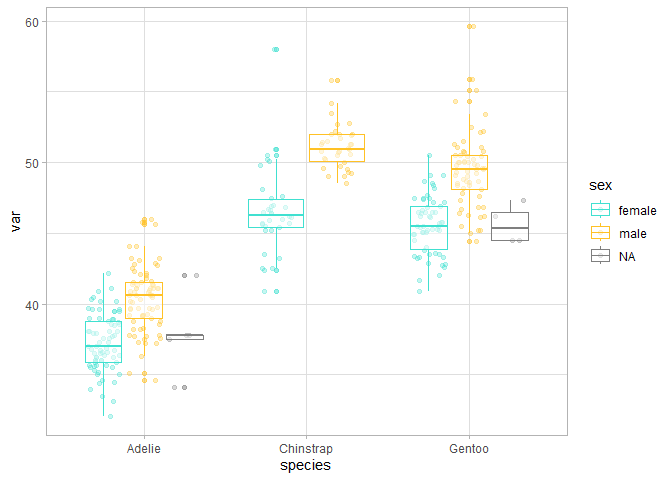 60
50
40
var
Adelie
Chinstrap
Gentoo
species
sex
female
male
NA